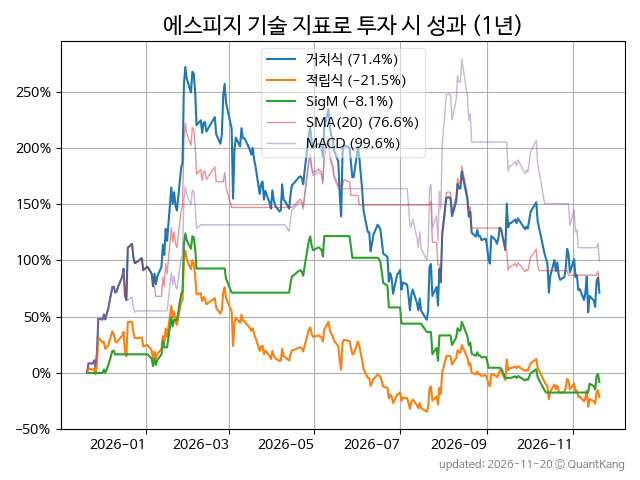 에스피지 기술 지표로 투자 시 성과 (1년)
거치식 (71.4%)
적립식 (−21.5%)
SigM (−8.1%)
SMA(20) (76.6%)
MACD (99.6%)
250%
200%
150%
100%
50%
0%
−50%
2026-01 2026-03 2026-05 2026-07 2026-09 2026-11
updated: 2026-11-20 © QuantKang